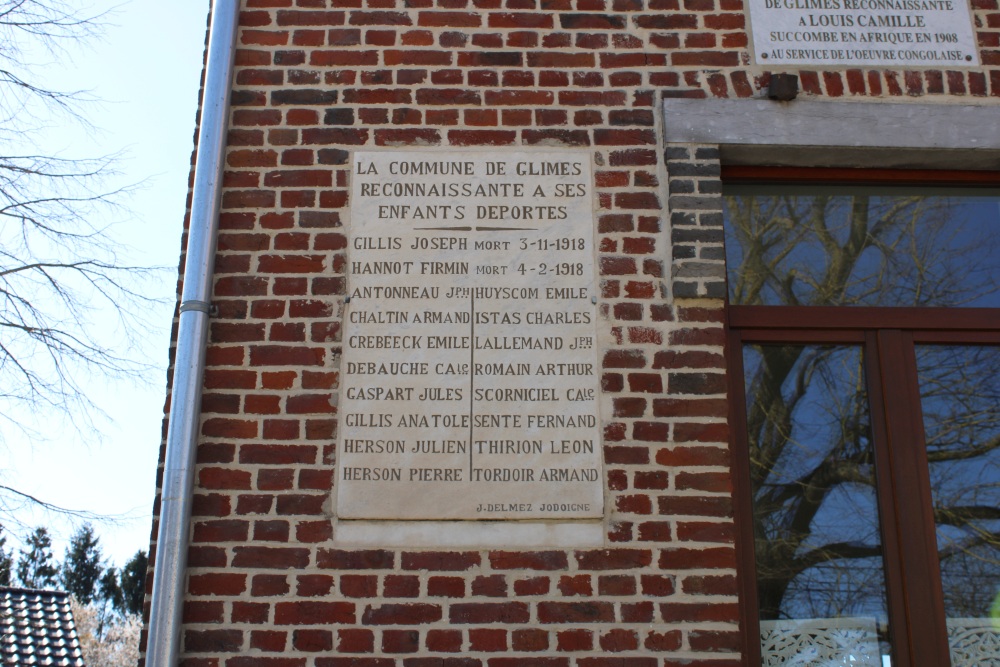 DE GLIMES RECONNAISSANTE
A LOUIS CAMILLE
SUCCOMBE EN AFRIQUE EN 1908
AU SERVICE DE L'OEUVRE CONGOLAISE
LA COMMUNE DE GLIMES
RECONNAISSANTE A SES
ENFANTS DEPORTES
GILLIS JOSEPH MORT 3-11-1918
HANNOT FIRMIN MORT 4-2-1918
ANTONNEAU JPH HUYSCOM EMILE
CHALTIN ARMAND ISTAS CHARLES
CREBEECK EMILE LALLEMAND JPH
DEBAUCHE CALE ROMAIN ARTHUR
GASPART JULES SCORNICIEL CALE
GILLIS ANATOLE SENTE FERNAND
HERSON JULIEN THIRION LEON
HERSON PIERRE TORDOIR ARMAND
J. DELMEZ JODOIGNE